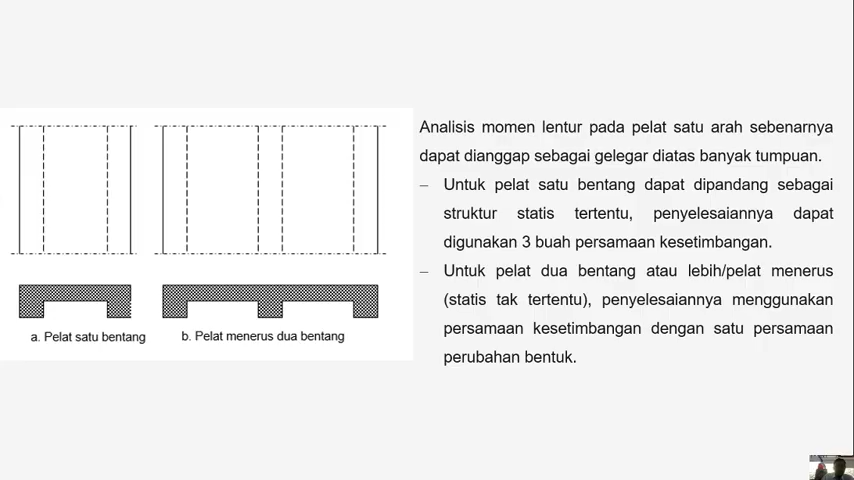 Analisis momen lentur pada pelat satu arah sebenarnya
dapat dianggap sebagai gelegar diatas banyak tumpuan.
– Untuk pelat satu bentang dapat dipandang sebagai
struktur statis tertentu, penyelesaiannya dapat
digunakan 3 buah persamaan kesetimbangan.
– Untuk pelat dua bentang atau lebih/pelat menerus
(statis tak tertentu), penyelesaiannya menggunakan
persamaan kesetimbangan dengan satu persamaan
perubahan bentuk.
a. Pelat satu bentang
b. Pelat menerus dua bentang